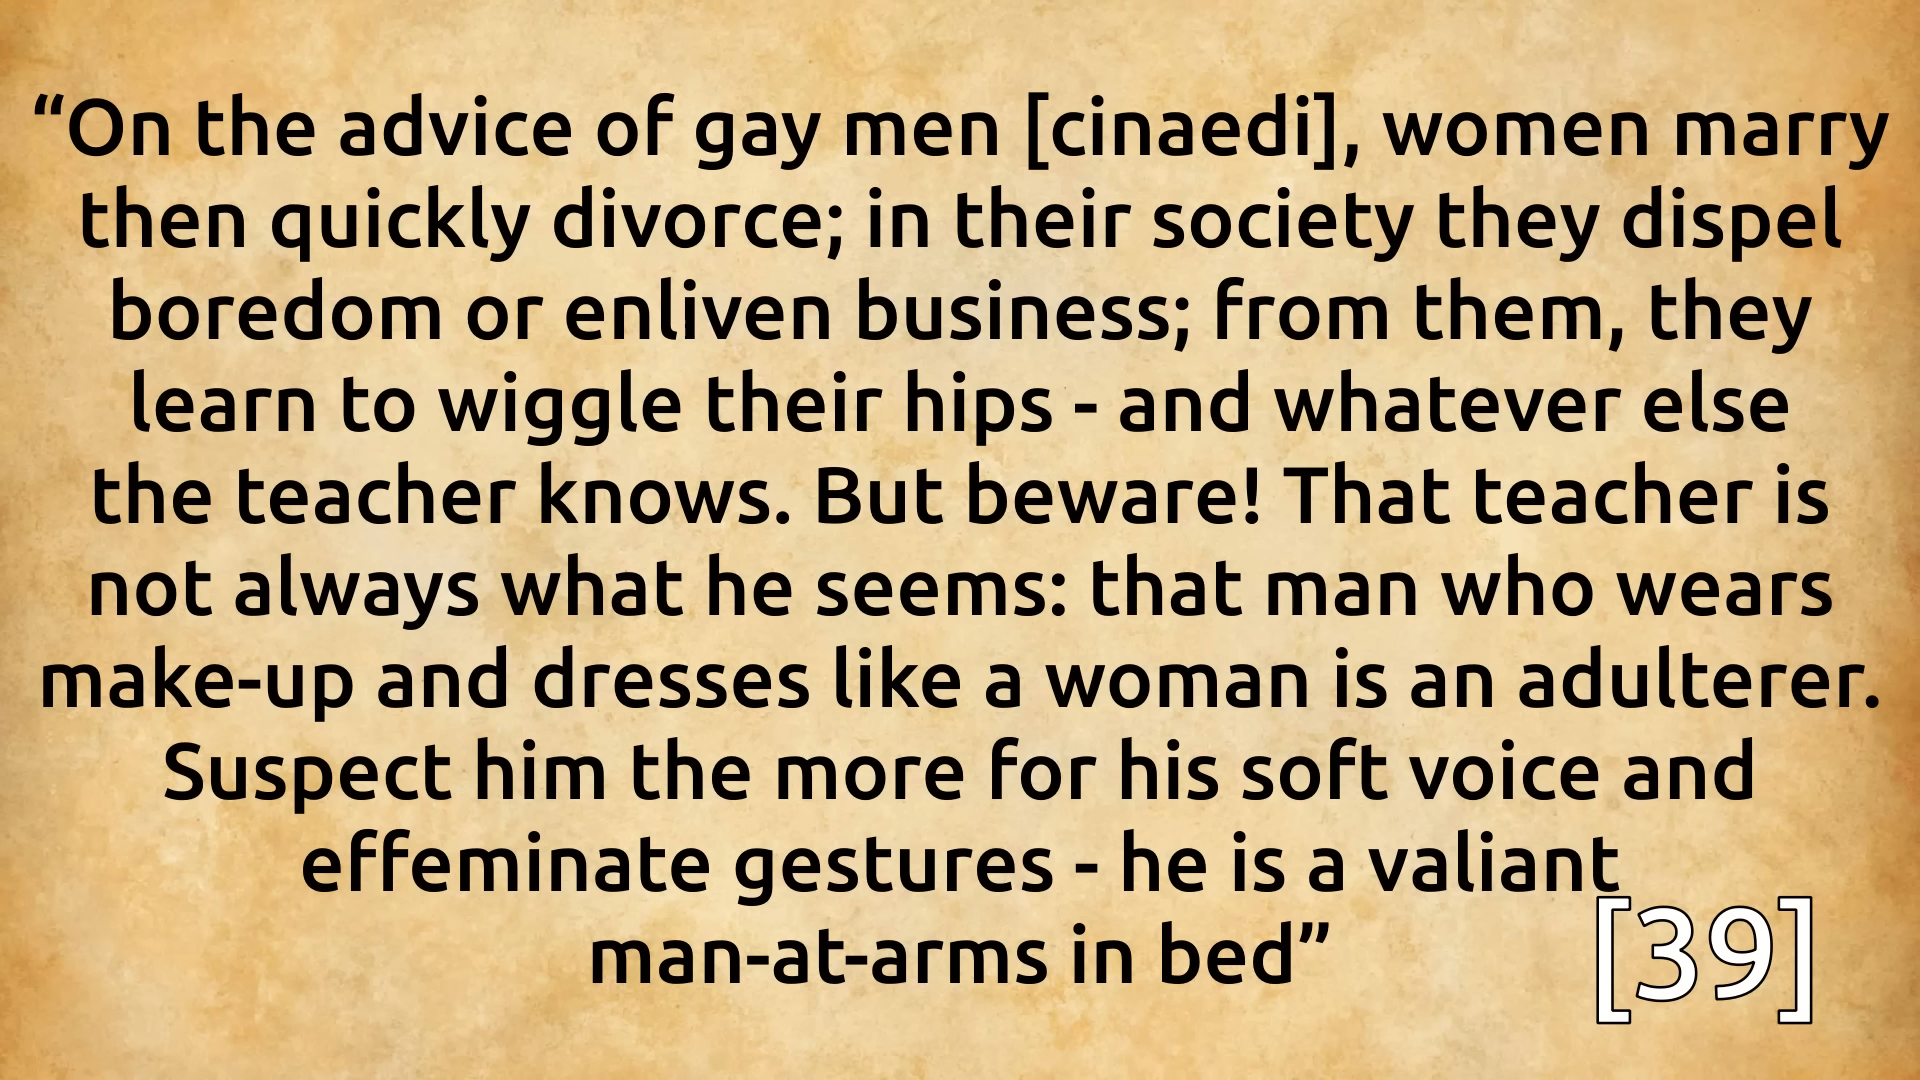 “On the advice of gay men [cinaedi], women marry
then quickly divorce; in their society they dispel
boredom or enliven business; from them, they
learn to wiggle their hips - and whatever else
the teacher knows. But beware! That teacher is
not always what he seems: that man who wears
make-up and dresses like a woman is an adulterer.
Suspect him the more for his soft voice and
effeminate gestures - he is a valiant
man-at-arms in bed”
[39]